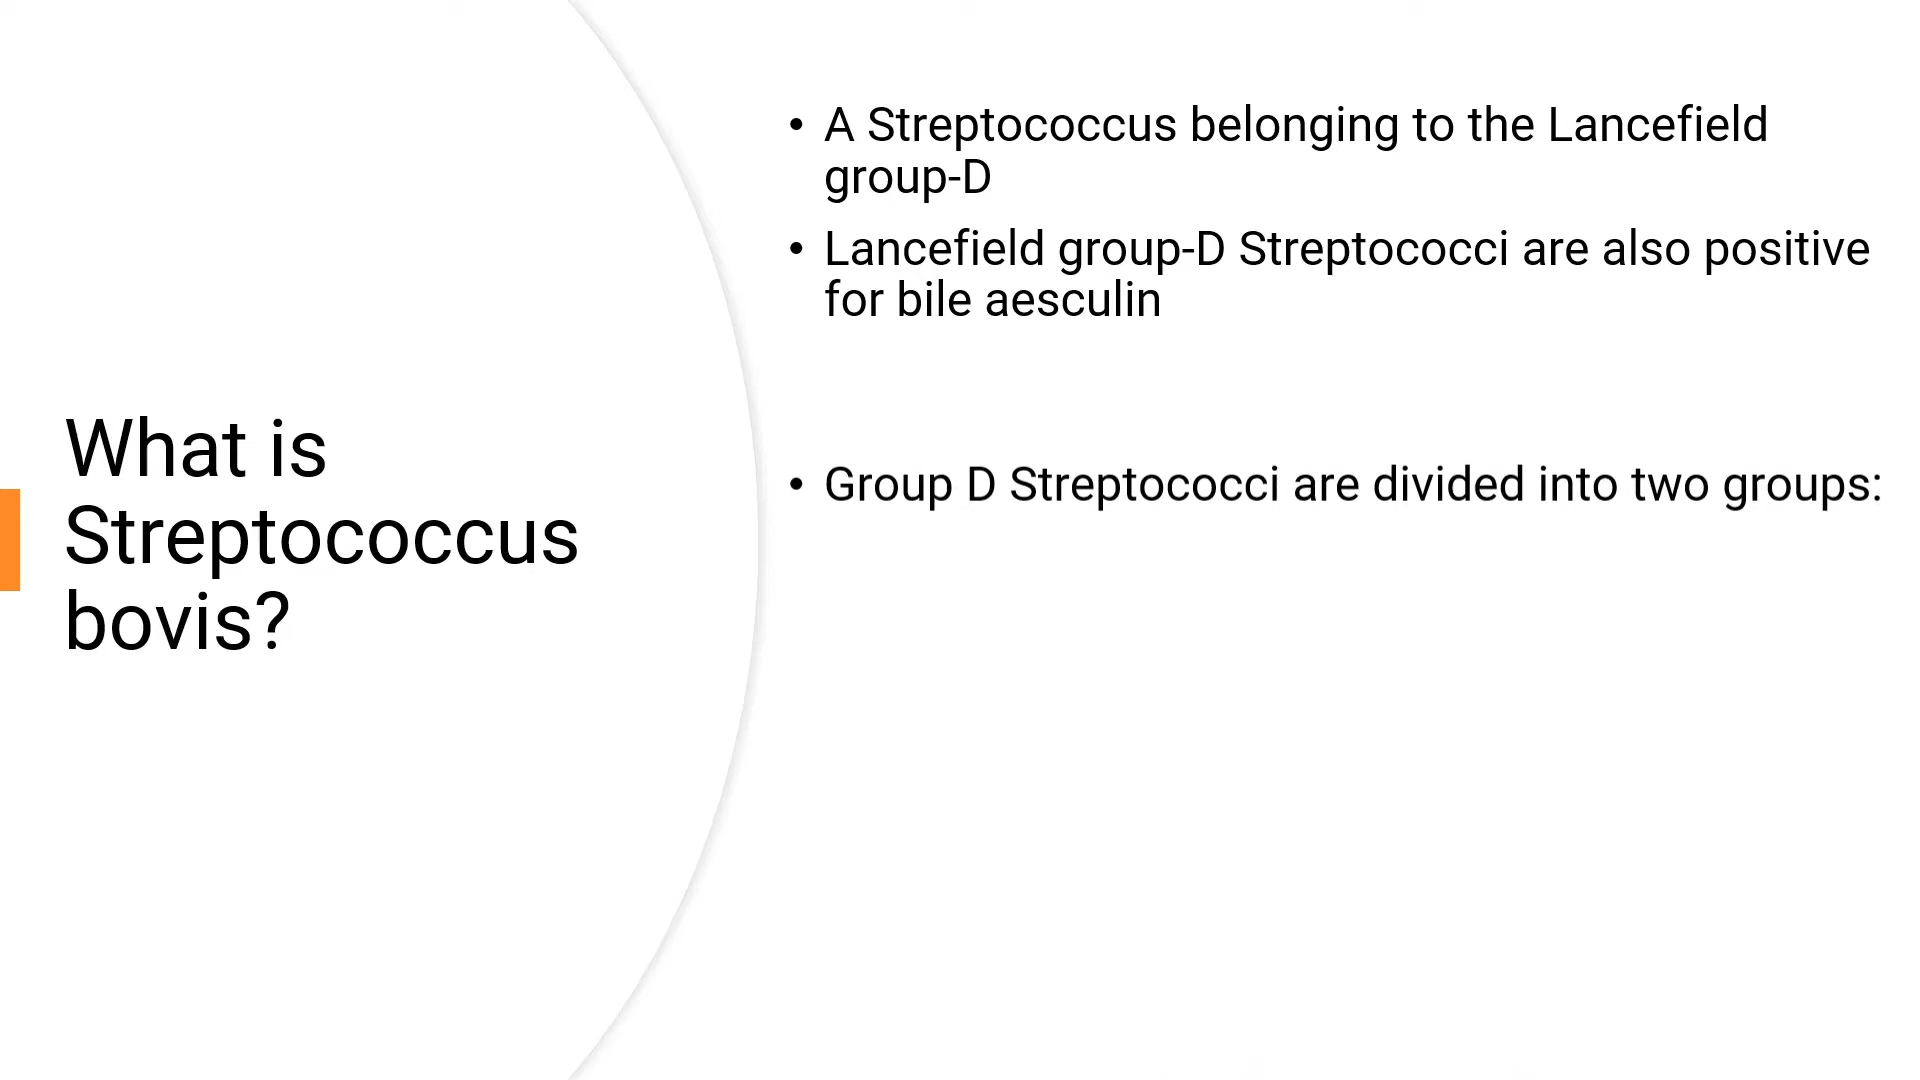 What is
Streptococcus
bovis?
• A Streptococcus belonging to the Lancefield
group-D
• Lancefield group-D Streptococci are also positive
for bile aesculin
• Group D Streptococci are divided into two groups: